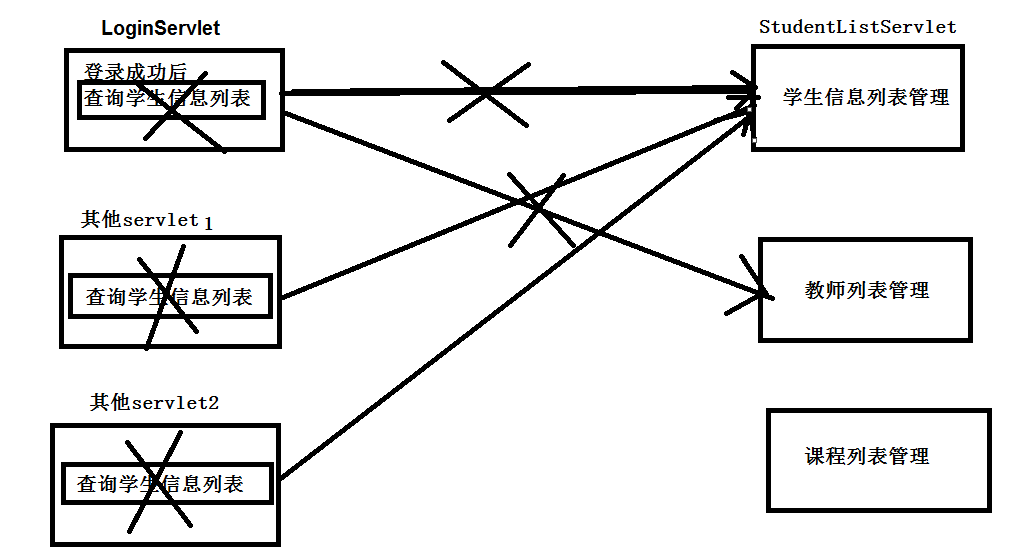 LoginServlet
StudentListServlet
登录成功后
查询学生信息列表
学生信息列表管理
其他servlet1
查询学生信息列表
教师列表管理
其他servlet2
查询学生信息列表
课程列表管理